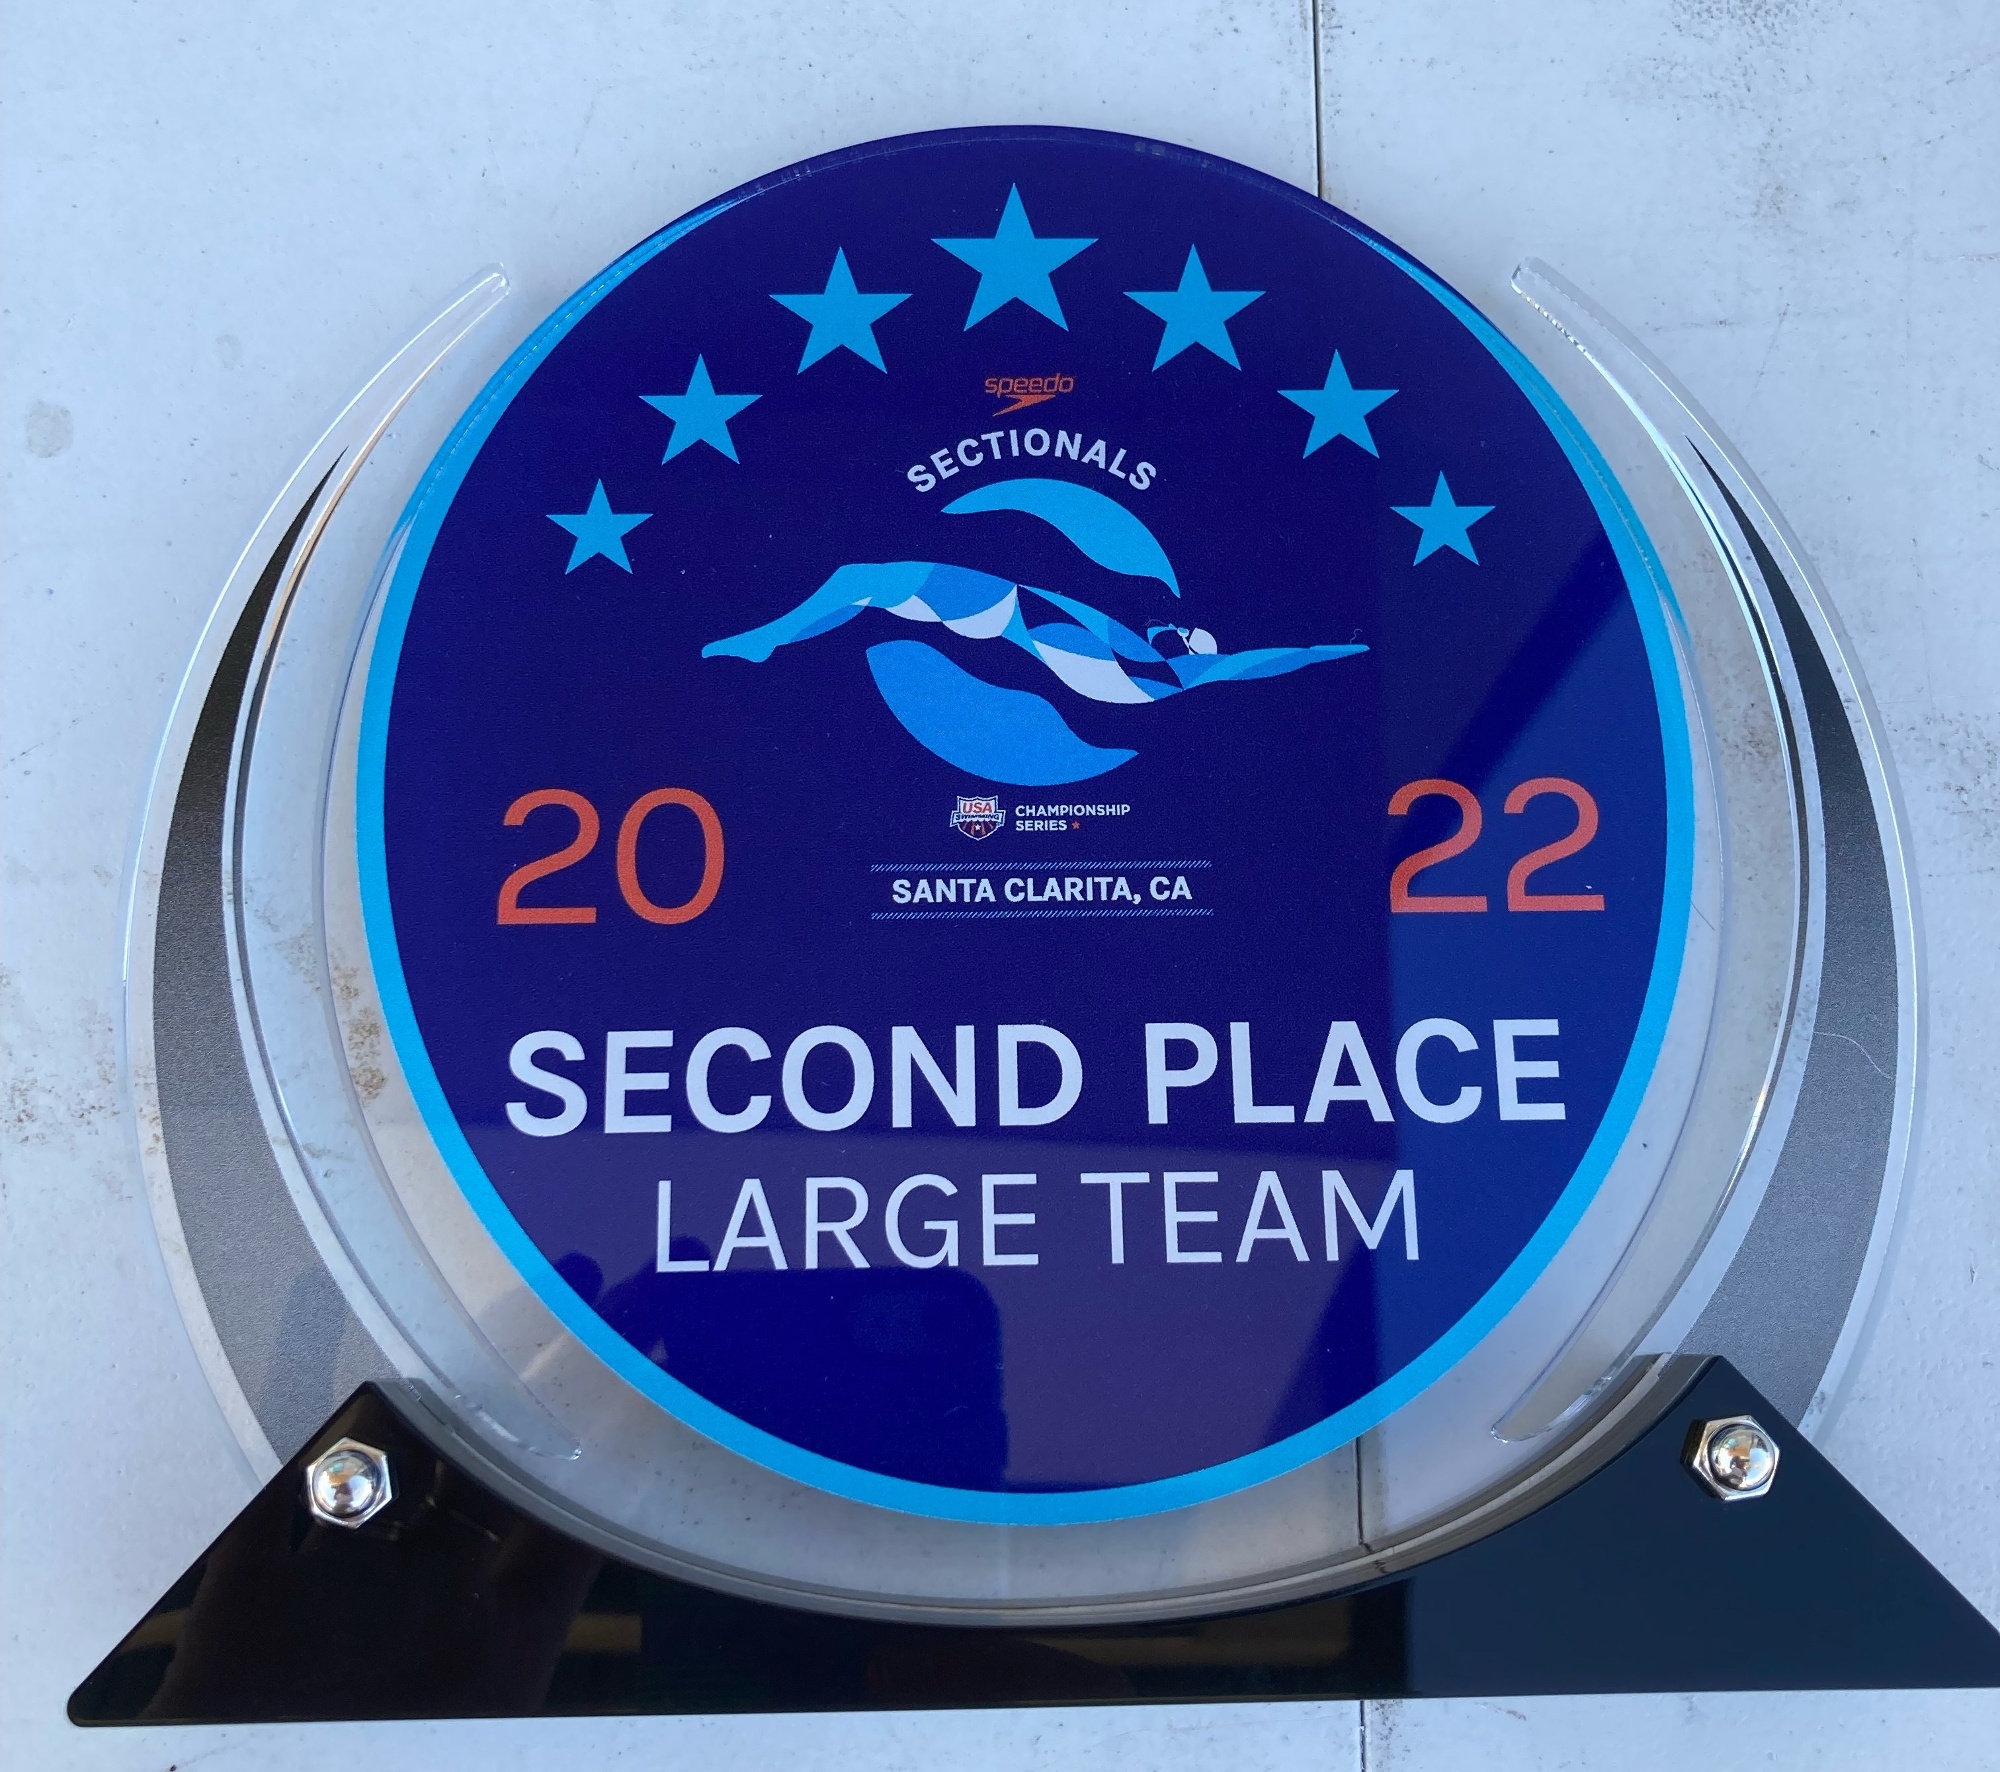 speedo
SECTIONALS
20 22
USA
SWIMMING
CHAMPIONSHIP
SERIES
SANTA CLARITA, CA
SECOND PLACE
LARGE TEAM